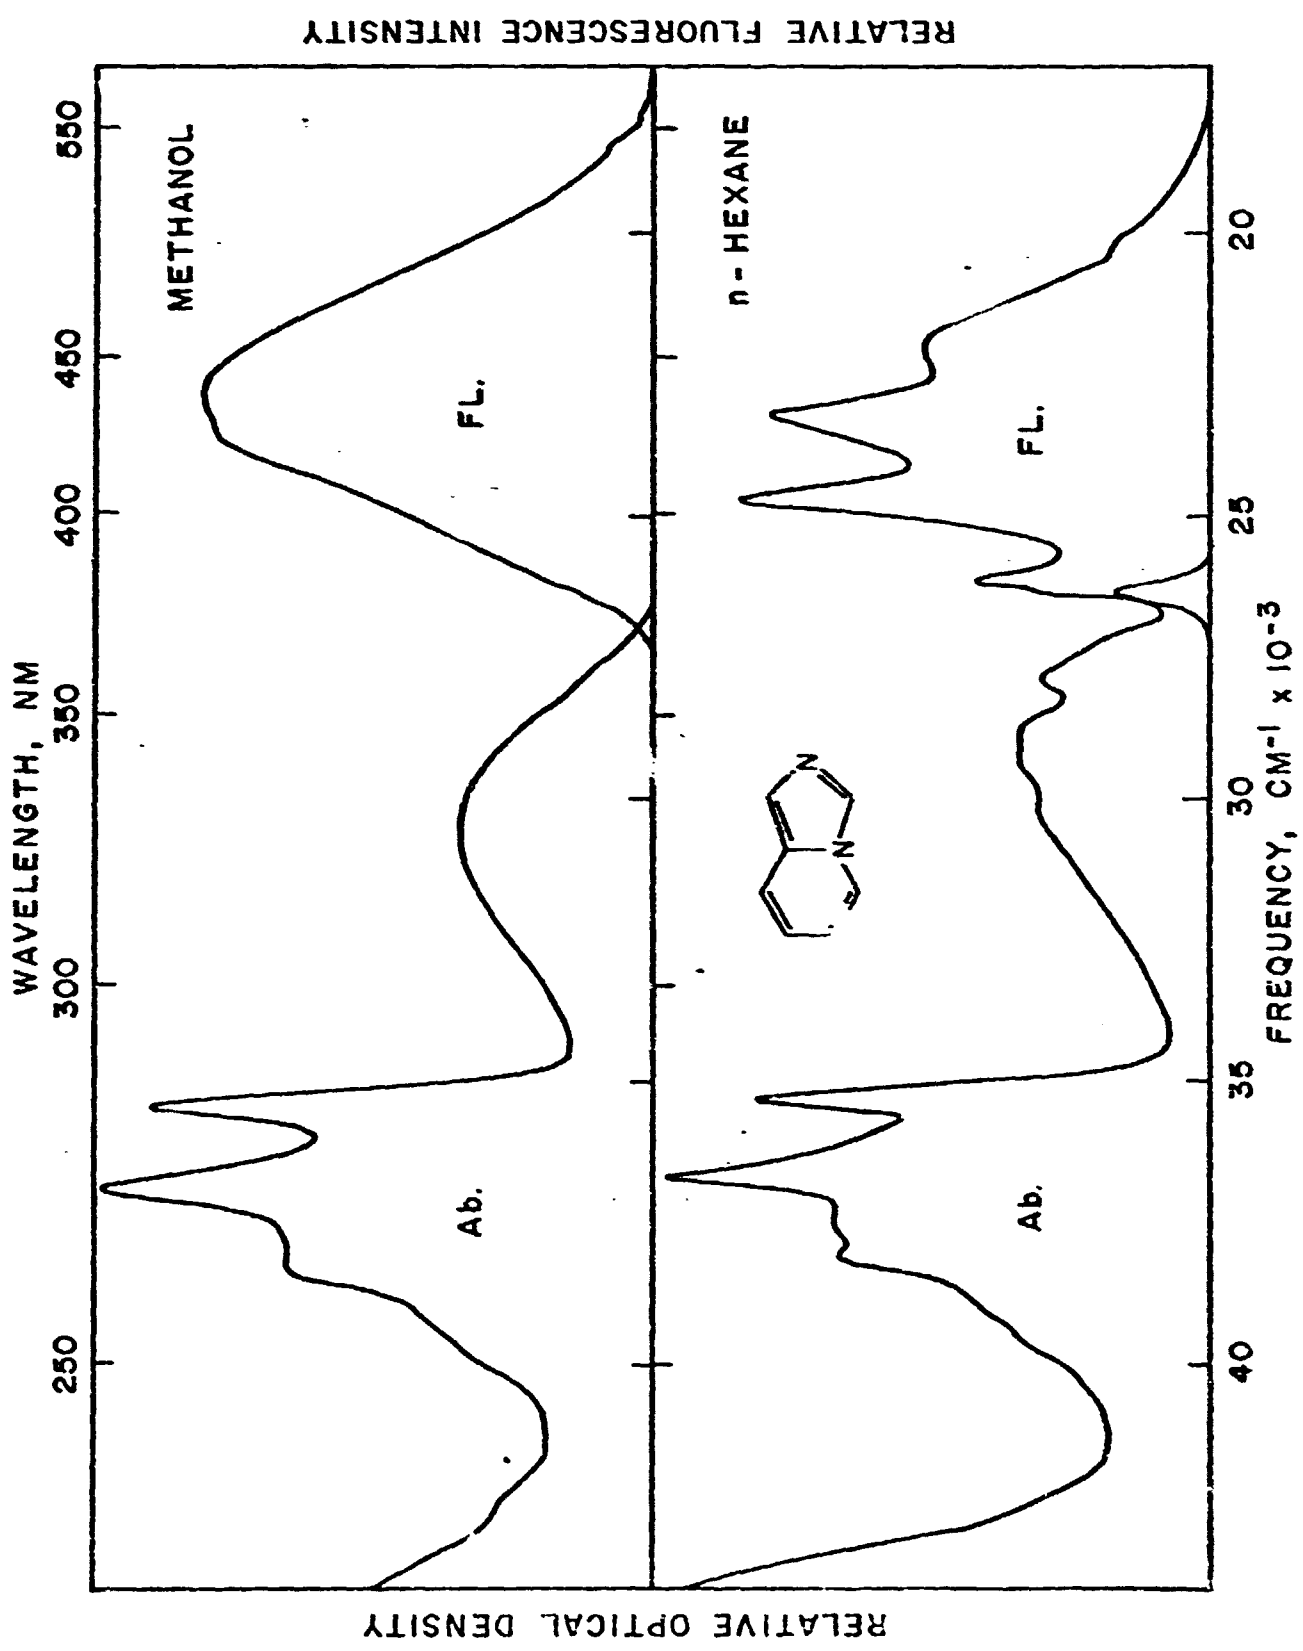 WAVELENGTH, NM
250 300 350 400 450 550
METHANOL
Ab. FL.
n-HEXANE
N
N
Ab. FL.
40 35 30 25 20
FREQUENCY, CM⁻¹ x 10⁻³
RELATIVE OPTICAL DENSITY
RELATIVE FLUORESCENCE INTENSITY